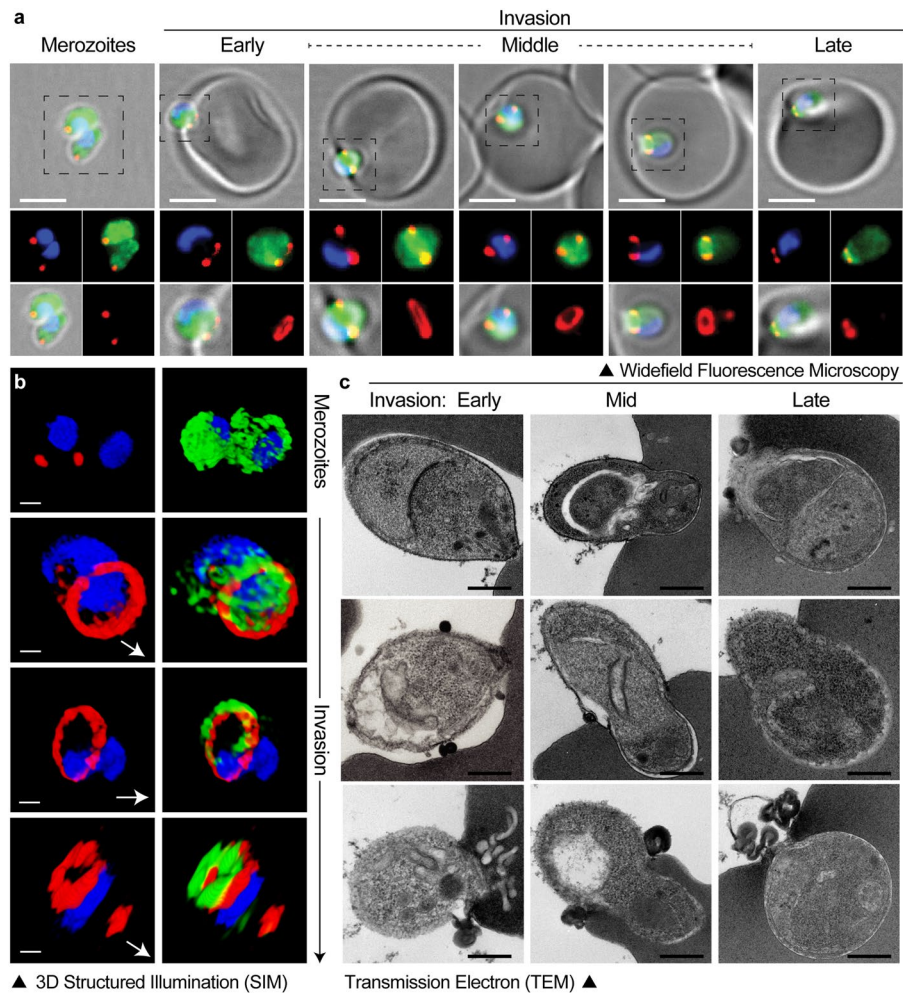 a
Invasion
Merozoites
Early
Middle
Late
▲ Widefield Fluorescence Microscopy
b
Merozoites
Invasion
▲ 3D Structured Illumination (SIM)
c
Invasion: Early
Mid
Late
Transmission Electron (TEM) ▲